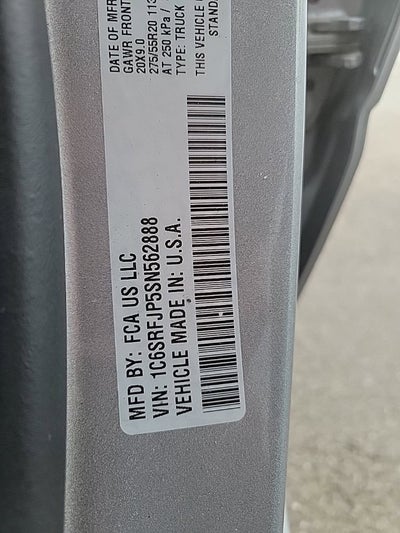 MFD BY: FCA US LLC
DATE OF MFR
GAWR FRONT
20X9.0
275/55R20 113
AT 250 kPa /
VIN: 1C6SRFJP5SN562888
TYPE: TRUCK
VEHICLE MADE IN: U.S.A.
THIS VEHICLE
STANDA